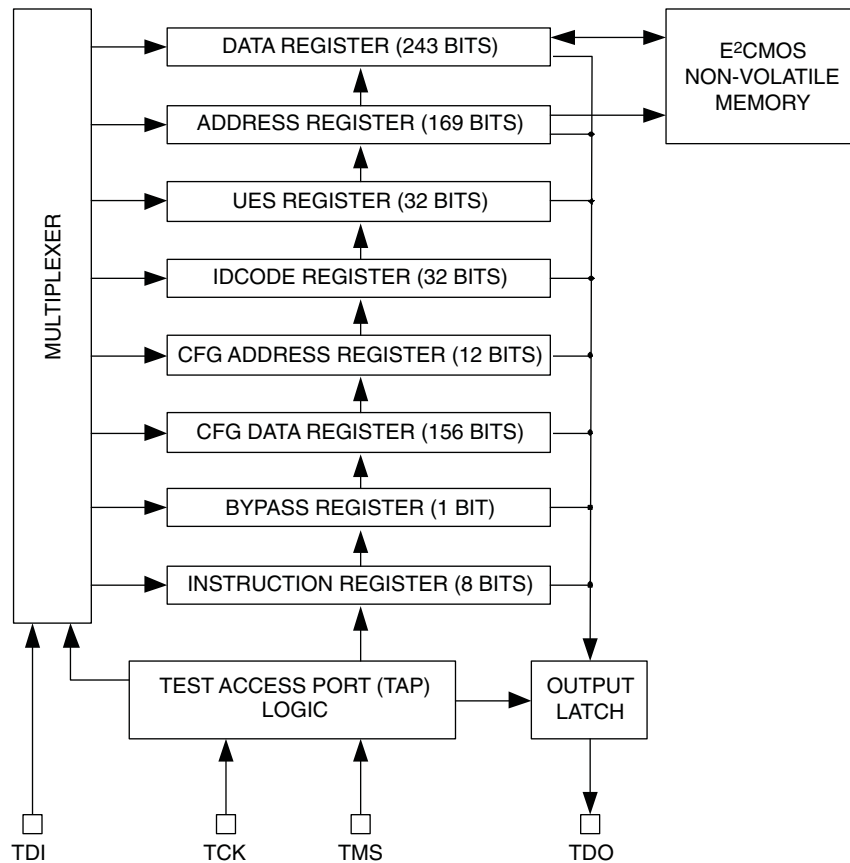 DATA REGISTER (243 BITS)
E²CMOS
NON-VOLATILE
MEMORY
ADDRESS REGISTER (169 BITS)
UES REGISTER (32 BITS)
IDCODE REGISTER (32 BITS)
CFG ADDRESS REGISTER (12 BITS)
CFG DATA REGISTER (156 BITS)
BYPASS REGISTER (1 BIT)
INSTRUCTION REGISTER (8 BITS)
MULTIPLEXER
TEST ACCESS PORT (TAP)
LOGIC
OUTPUT
LATCH
TDI
TCK
TMS
TDO